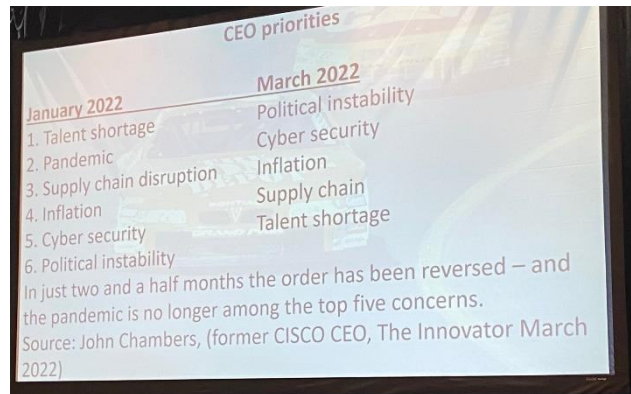 CEO priorities
January 2022
1. Talent shortage
2. Pandemic
3. Supply chain disruption
4. Inflation
5. Cyber security
6. Political instability
March 2022
Political instability
Cyber security
Inflation
Supply chain
Talent shortage
In just two and a half months the order has been reversed – and
the pandemic is no longer among the top five concerns.
Source: John Chambers, (former CISCO CEO, The Innovator March
2022)